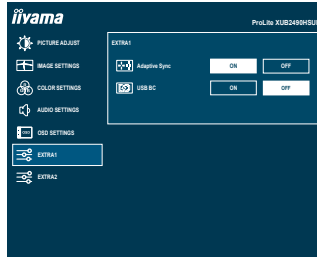 iiyama
ProLite XUB2490HSU
PICTURE ADJUST
EXTRA1
IMAGE SETTINGS
Adaptive Sync ON OFF
COLOR SETTINGS
USB BC ON OFF
AUDIO SETTINGS
OSD OSD SETTINGS
EXTRA1
EXTRA2